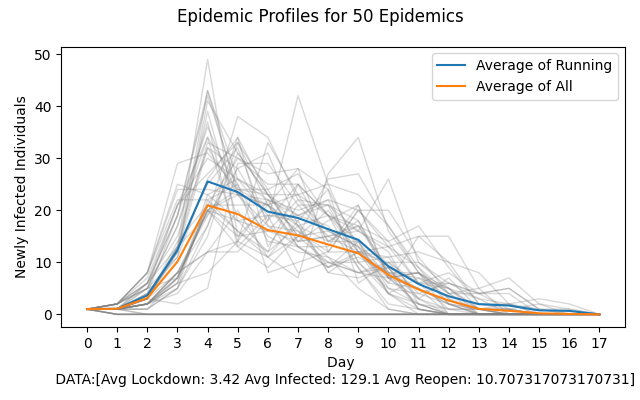 Epidemic Profiles for 50 Epidemics
50
40
30
20
10
0
Newly Infected Individuals
Average of Running
Average of All
0 1 2 3 4 5 6 7 8 9 10 11 12 13 14 15 16 17
Day
DATA:[Avg Lockdown: 3.42 Avg Infected: 129.1 Avg Reopen: 10.707317073170731]